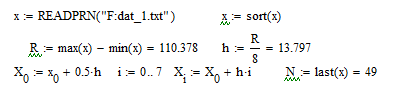 x := READPRN("F:dat_1.txt") x := sort(x)
R := max(x) − min(x) = 110.378 h := R/8 = 13.797
X₀ := x₀ + 0.5·h i := 0.. 7 Xᵢ := X₀ + h·i N := last(x) = 49